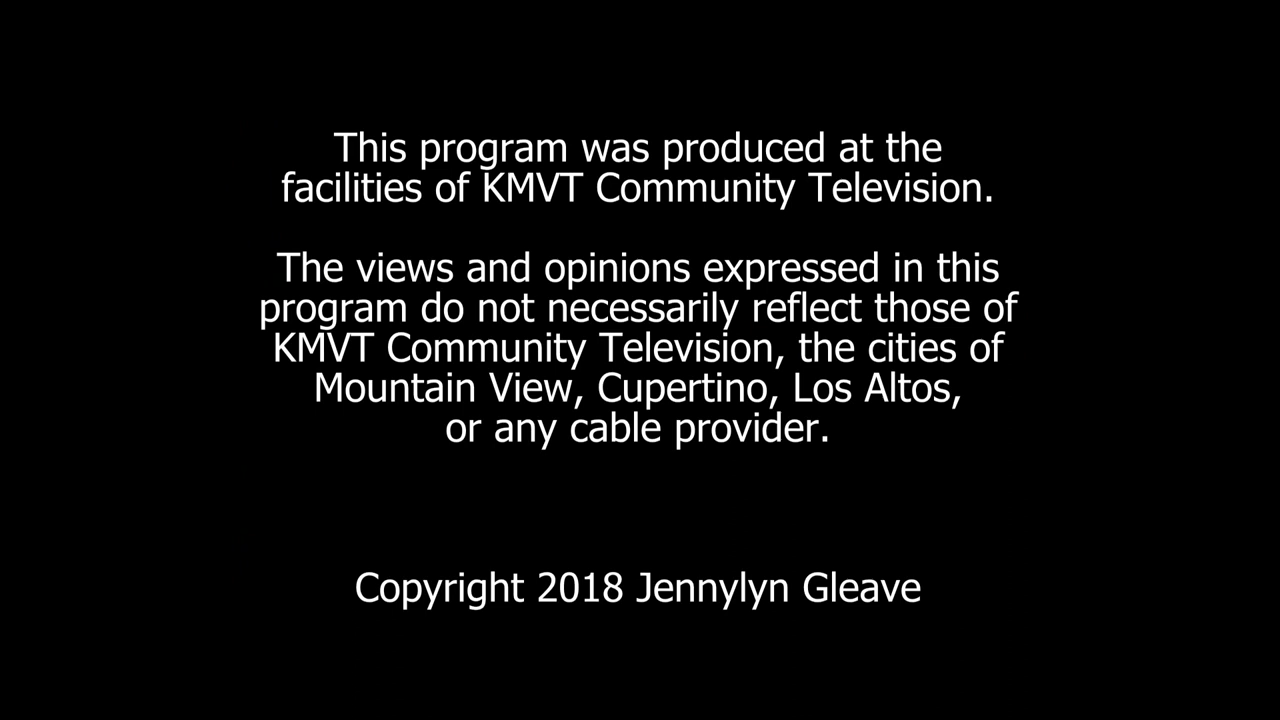 This program was produced at the
facilities of KMVT Community Television.
The views and opinions expressed in this
program do not necessarily reflect those of
KMVT Community Television, the cities of
Mountain View, Cupertino, Los Altos,
or any cable provider.
Copyright 2018 Jennylyn Gleave